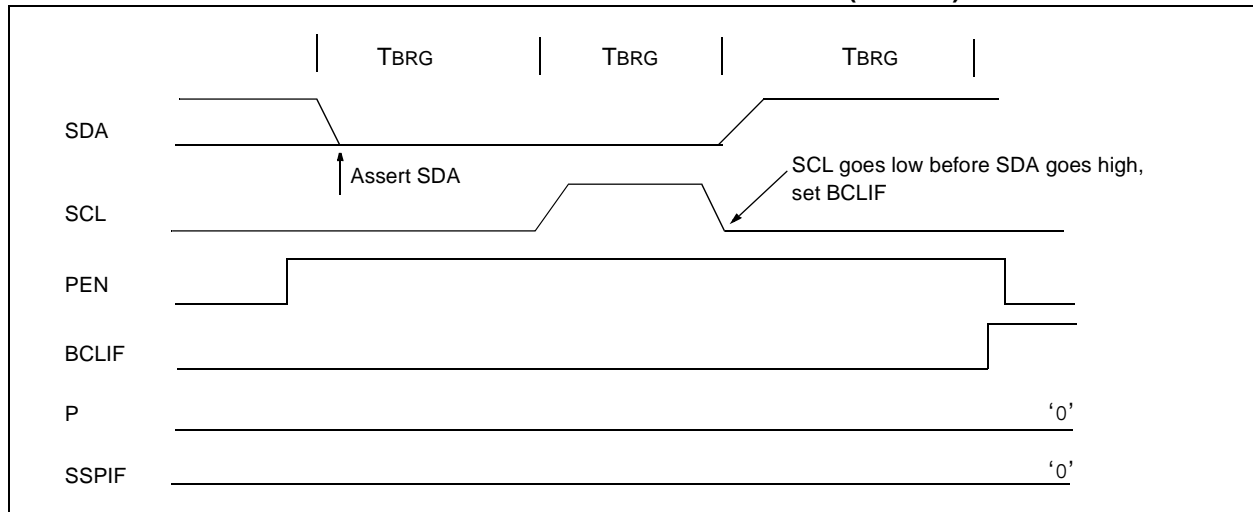 TBRG TBRG TBRG
SDA
Assert SDA
SCL goes low before SDA goes high,
set BCLIF
SCL
PEN
BCLIF
P
‘0’
SSPIF
‘0’